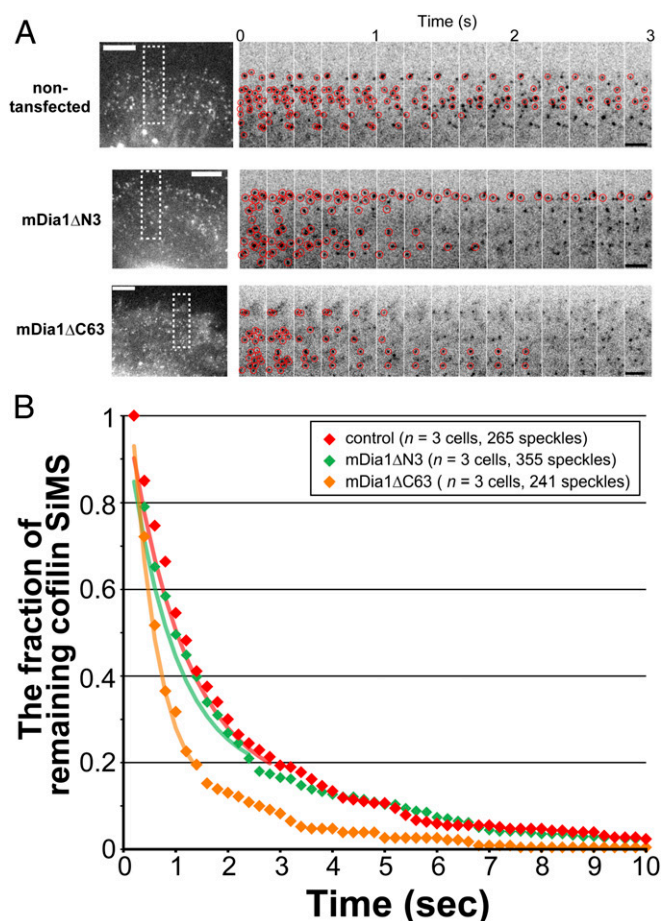 A
Time (s)
0 1 2 3
non-
tansfected
mDia1ΔN3
mDia1ΔC63
B
The fraction of
remaining cofilin SiMS
1
0.8
0.6
0.4
0.2
0
control (n = 3 cells, 265 speckles)
mDia1ΔN3 (n = 3 cells, 355 speckles)
mDia1ΔC63 ( n = 3 cells, 241 speckles)
0 1 2 3 4 5 6 7 8 9 10
Time (sec)